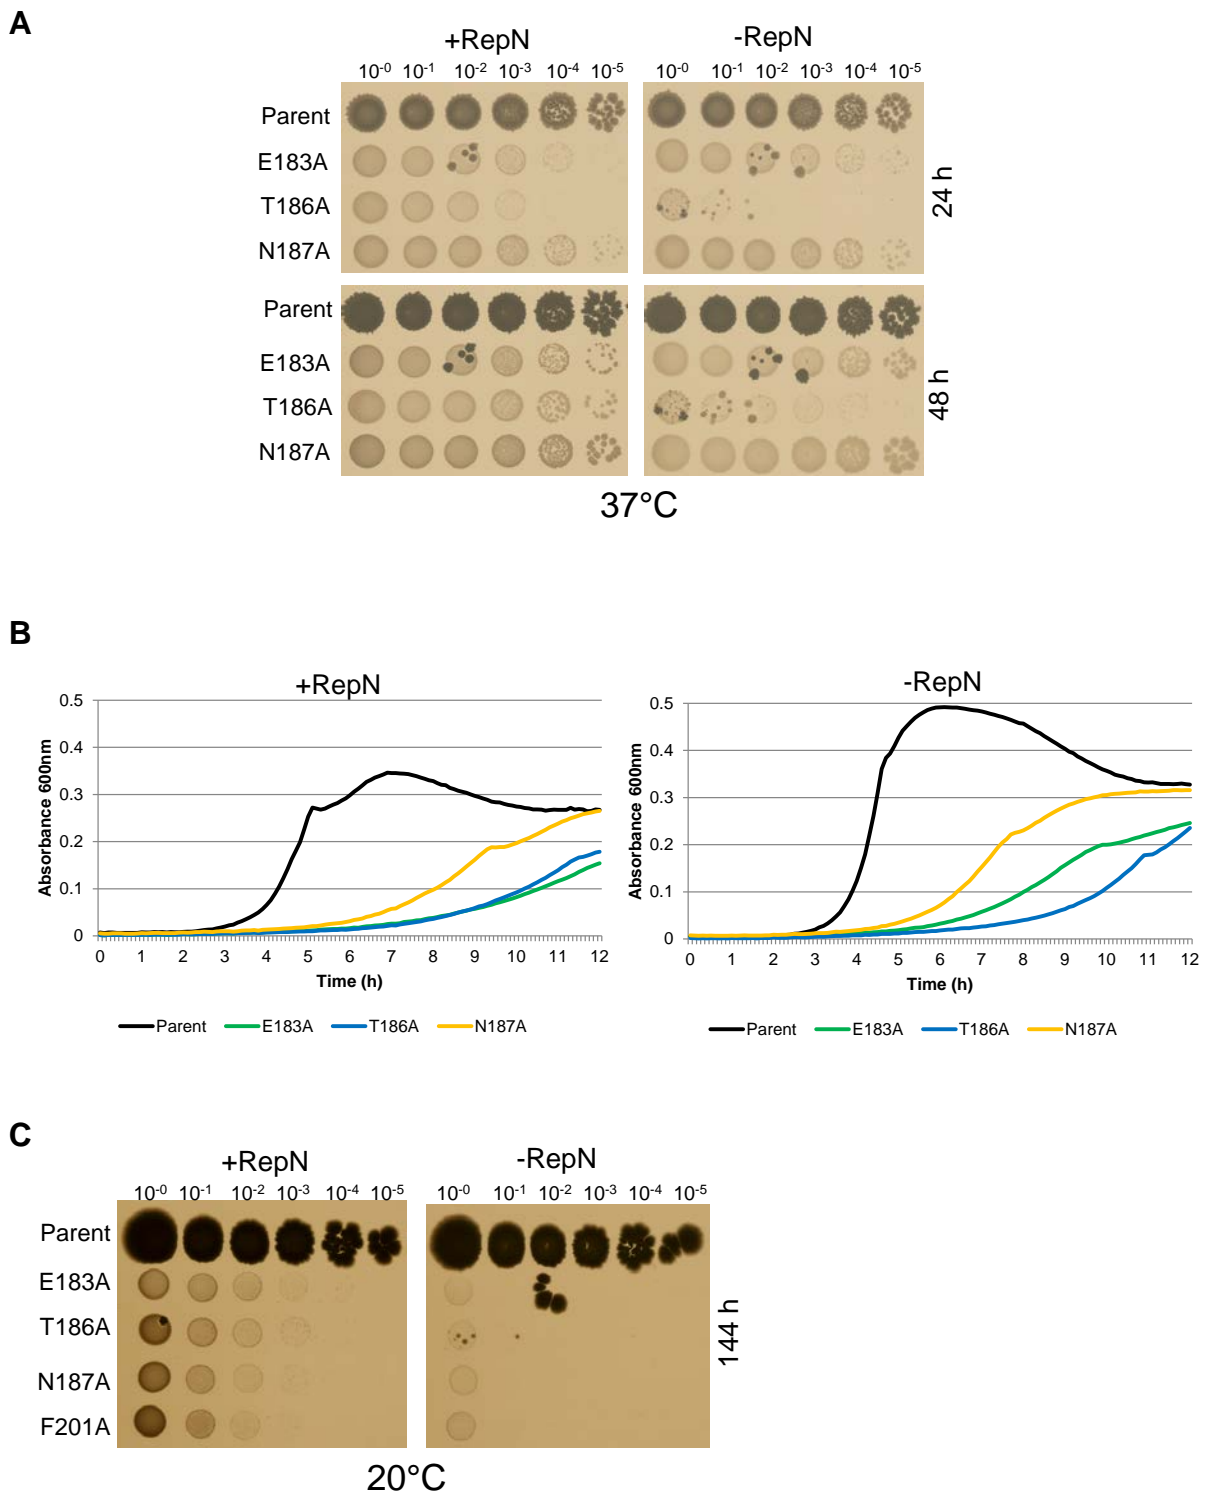 A
+RepN -RepN
10-0 10-1 10-2 10-3 10-4 10-5 10-0 10-1 10-2 10-3 10-4 10-5
Parent
E183A
T186A
N187A
24 h
Parent
E183A
T186A
N187A
48 h
37°C
B
+RepN
0.5
0.4
0.3
0.2
0.1
0
Absorbance 600nm
0 1 2 3 4 5 6 7 8 9 10 11 12
Time (h)
Parent E183A T186A N187A
-RepN
0.5
0.4
0.3
0.2
0.1
0
Absorbance 600nm
0 1 2 3 4 5 6 7 8 9 10 11 12
Time (h)
Parent E183A T186A N187A
C
+RepN -RepN
10-0 10-1 10-2 10-3 10-4 10-5 10-0 10-1 10-2 10-3 10-4 10-5
Parent
E183A
T186A
N187A
F201A
144 h
20°C